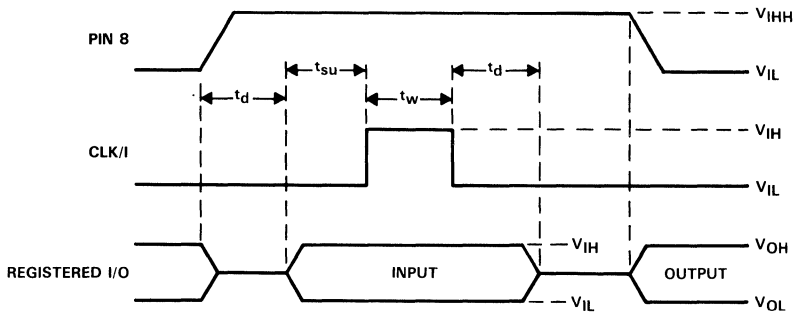 PIN 8
VIHH
VIL
tsu
td
td
tw
CLK/I
VIH
VIL
REGISTERED I/O
INPUT
VIH
VIL
OUTPUT
VOH
VOL